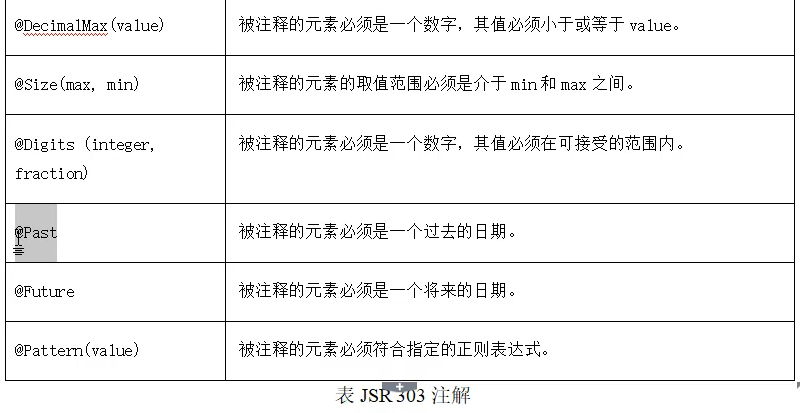 @DecimalMax(value)
被注释的元素必须是一个数字，其值必须小于或等于 value。
@Size(max, min)
被注释的元素的取值范围必须是介于 min 和 max 之间。
@Digits (integer,
fraction)
被注释的元素必须是一个数字，其值必须在可接受的范围内。
@Past
被注释的元素必须是一个过去的日期。
@Future
被注释的元素必须是一个将来的日期。
@Pattern(value)
被注释的元素必须符合指定的正则表达式。
表 JSR 303 注解